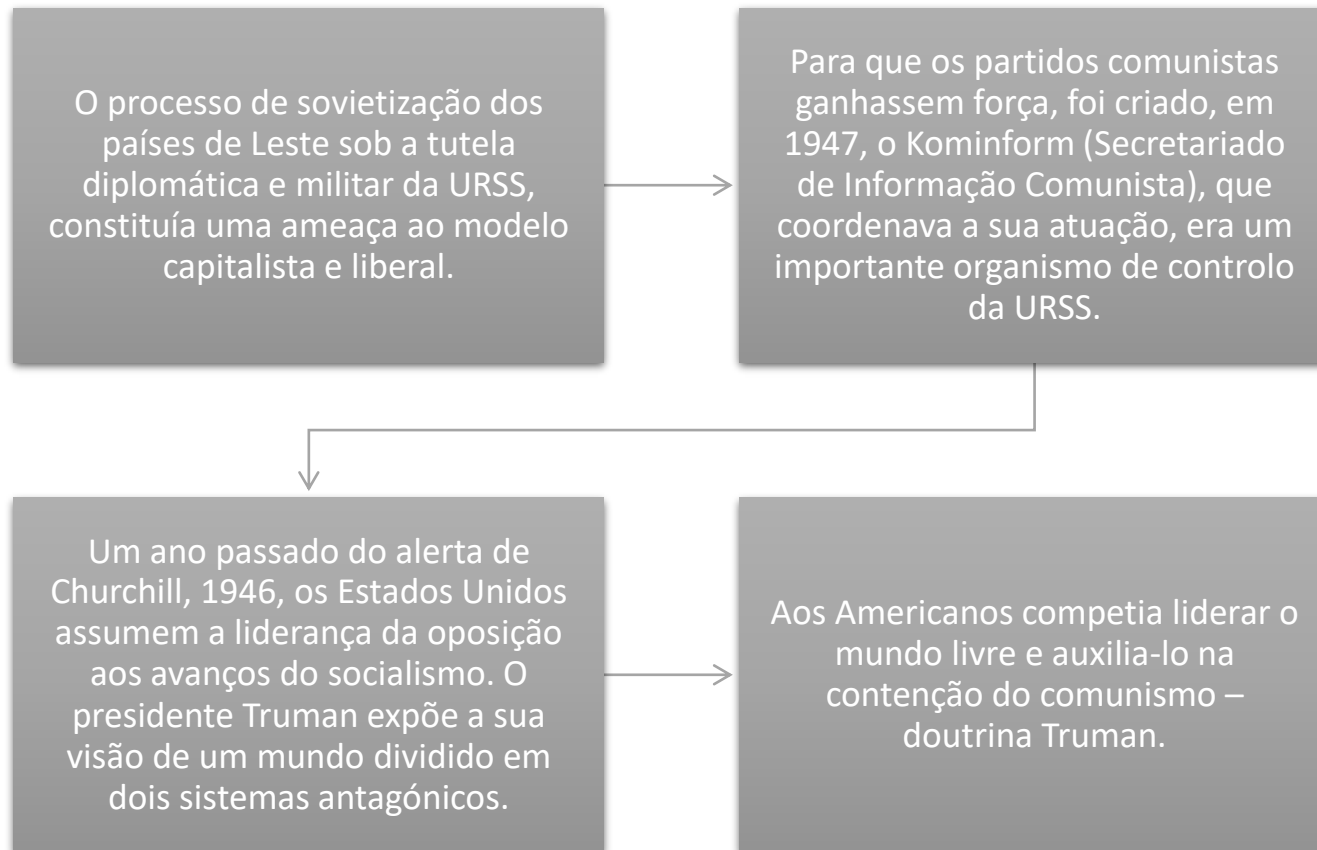 O processo de sovietização dos
países de Leste sob a tutela
diplomática e militar da URSS,
constituía uma ameaça ao modelo
capitalista e liberal.
Para que os partidos comunistas
ganhassem força, foi criado, em
1947, o Kominform (Secretariado
de Informação Comunista), que
coordenava a sua atuação, era um
importante organismo de controlo
da URSS.
Um ano passado do alerta de
Churchill, 1946, os Estados Unidos
assumem a liderança da oposição
aos avanços do socialismo. O
presidente Truman expõe a sua
visão de um mundo dividido em
dois sistemas antagónicos.
Aos Americanos competia liderar o
mundo livre e auxilia-lo na
contenção do comunismo –
doutrina Truman.